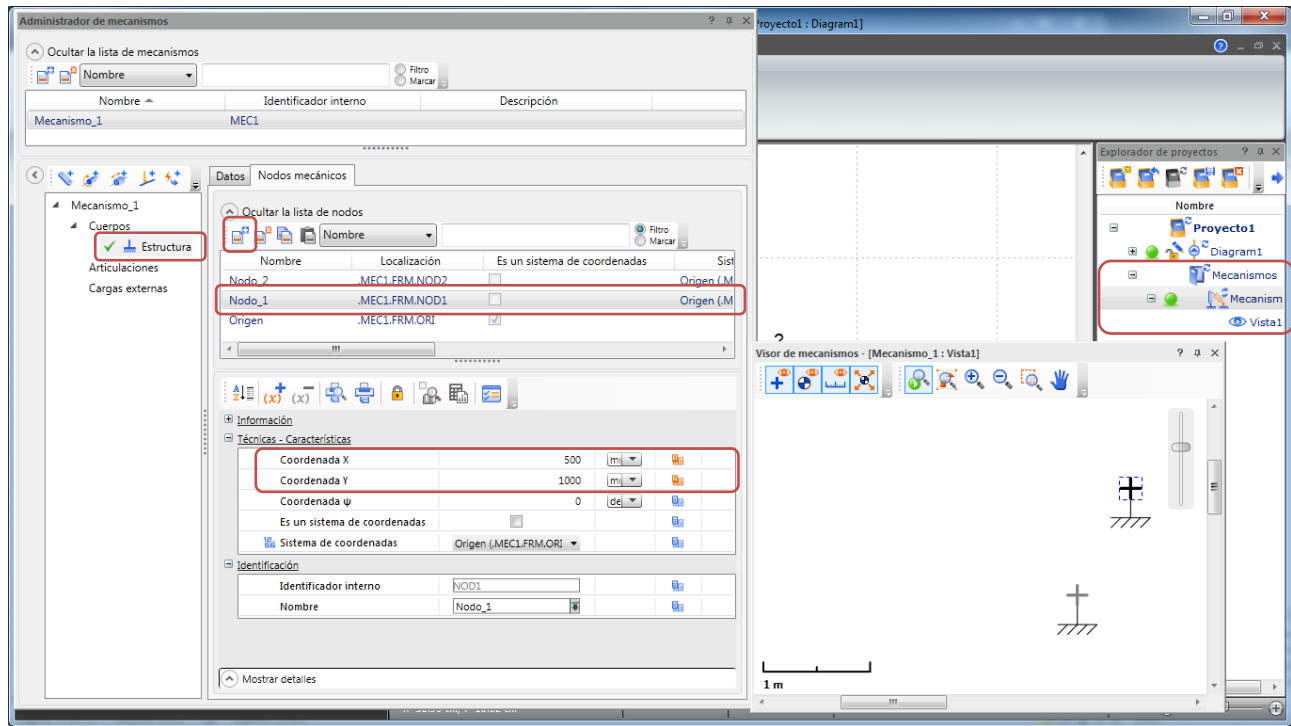 Administrador de mecanismos
Proyecto1 : Diagram1]
Ocultar la lista de mecanismos
Nombre
Filtro
Marcar
Nombre Identificador interno Descripción
Mecanismo_1 MEC1
Datos Nodos mecánicos
Mecanismo_1
Cuerpos
Estructura
Articulaciones
Cargas externas
Ocultar la lista de nodos
Nombre
Filtro
Marcar
Nombre Localización Es un sistema de coordenadas Sist
Nodo_2 .MEC1.FRM.NOD2 Origen (.M
Nodo_1 .MEC1.FRM.NOD1 Origen (.M
Origen .MEC1.FRM.ORI
Información
Técnicas - Características
Coordenada X 500
Coordenada Y 1000
Coordenada ψ 0 de
Es un sistema de coordenadas
Sistema de coordenadas Origen (.MEC1.FRM.ORI
Identificación
Identificador interno NOD1
Nombre Nodo_1
Mostrar detalles
Explorador de proyectos
Nombre
Proyecto1
Diagram1
Mecanismos
Mecanism
Vista1
Visor de mecanismos - [Mecanismo_1 : Vista1]
1 m